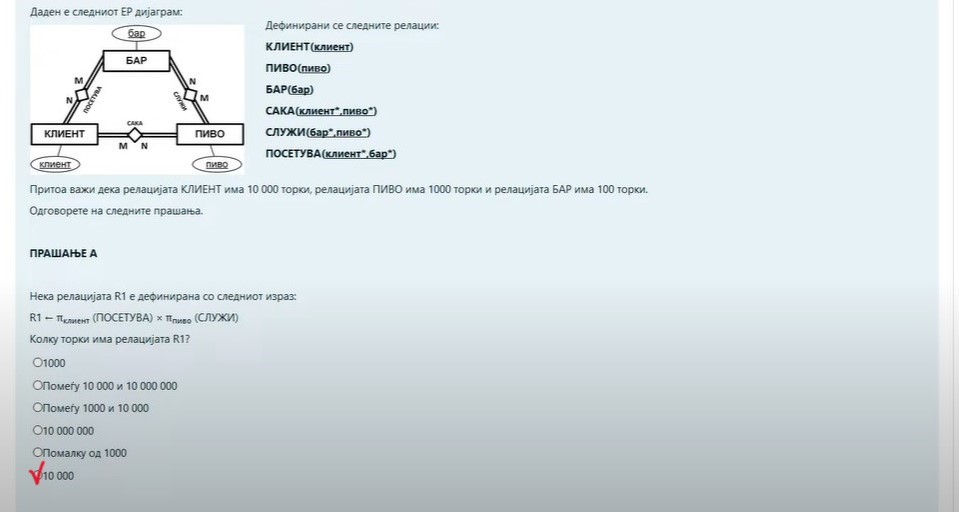 Даден е следниот ЕР дијаграм:
Дефинирани се следните релации:
бар
БАР
M
N
N
M
ПОСЕТУВА
СЛУЖИ
САКА
КЛИЕНТ
ПИВО
M N
клиент
пиво
КЛИЕНТ(клиент)
ПИВО(пиво)
БАР(бар)
САКА(клиент*,пиво*)
СЛУЖИ(бар*,пиво*)
ПОСЕТУВА(клиент*,бар*)
Притоа важи дека релацијата КЛИЕНТ има 10 000 торки, релацијата ПИВО има 1000 торки и релацијата БАР има 100 торки.
Одговорете на следните прашања.
ПРАШАЊЕ А
Нека релацијата R1 е дефинирана со следниот израз:
R1 ← πклиент (ПОСЕТУВА) × πпиво (СЛУЖИ)
Колку торки има релацијата R1?
1000
Помеѓу 10 000 и 10 000 000
Помеѓу 1000 и 10 000
10 000 000
Помалку од 1000
10 000